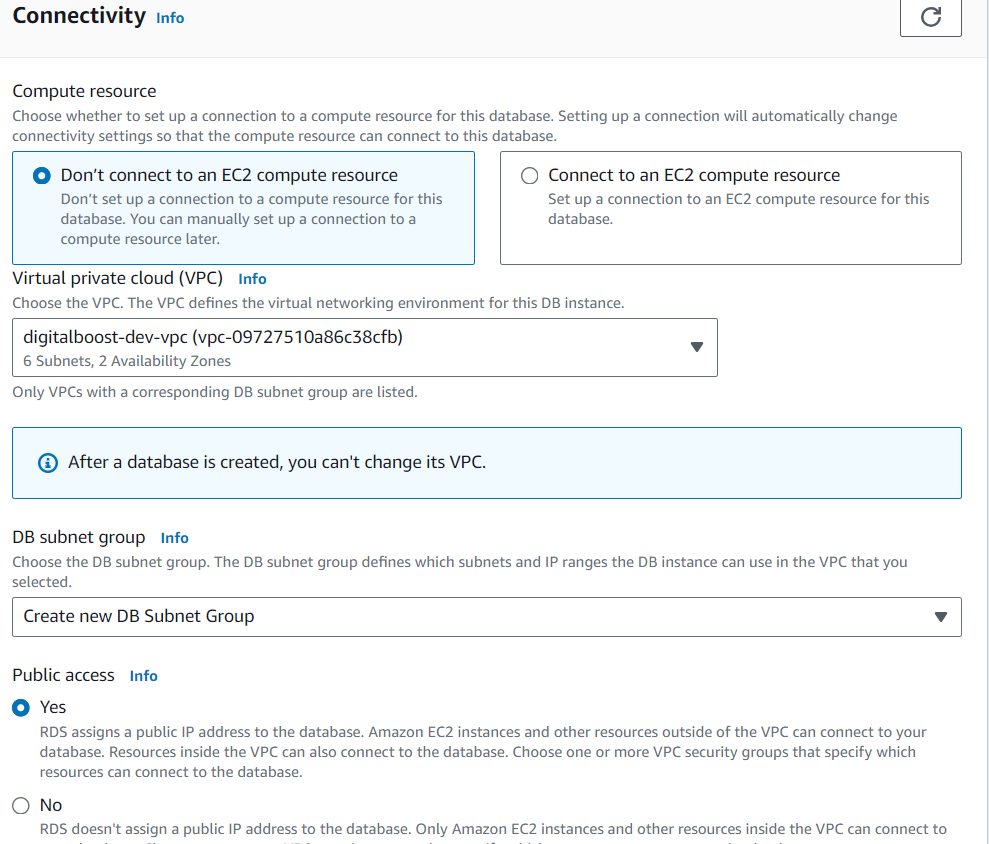 Connectivity Info
Compute resource
Choose whether to set up a connection to a compute resource for this database. Setting up a connection will automatically change
connectivity settings so that the compute resource can connect to this database.
Don’t connect to an EC2 compute resource
Don’t set up a connection to a compute resource for this
database. You can manually set up a connection to a
compute resource later.
Connect to an EC2 compute resource
Set up a connection to an EC2 compute resource for this
database.
Virtual private cloud (VPC) Info
Choose the VPC. The VPC defines the virtual networking environment for this DB instance.
digitalboost-dev-vpc (vpc-09727510a86c38cfb)
6 Subnets, 2 Availability Zones
Only VPCs with a corresponding DB subnet group are listed.
After a database is created, you can't change its VPC.
DB subnet group Info
Choose the DB subnet group. The DB subnet group defines which subnets and IP ranges the DB instance can use in the VPC that you
selected.
Create new DB Subnet Group
Public access Info
Yes
RDS assigns a public IP address to the database. Amazon EC2 instances and other resources outside of the VPC can connect to your
database. Resources inside the VPC can also connect to the database. Choose one or more VPC security groups that specify which
resources can connect to the database.
No
RDS doesn't assign a public IP address to the database. Only Amazon EC2 instances and other resources inside the VPC can connect to